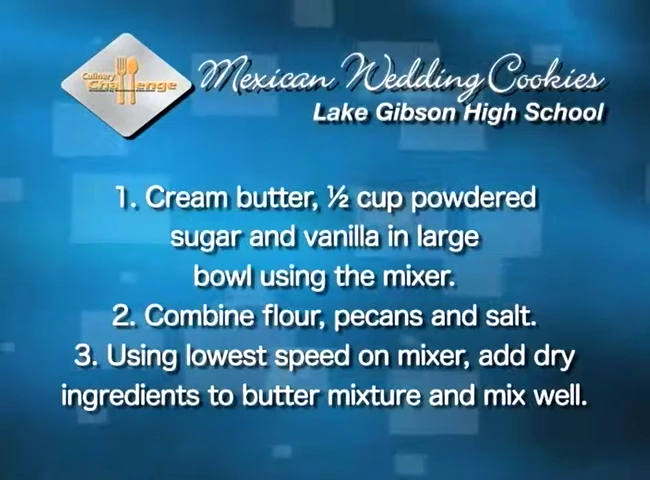 Culinary
Challenge
Mexican Wedding Cookies
Lake Gibson High School
1. Cream butter, ½ cup powdered
sugar and vanilla in large
bowl using the mixer.
2. Combine flour, pecans and salt.
3. Using lowest speed on mixer, add dry
ingredients to butter mixture and mix well.